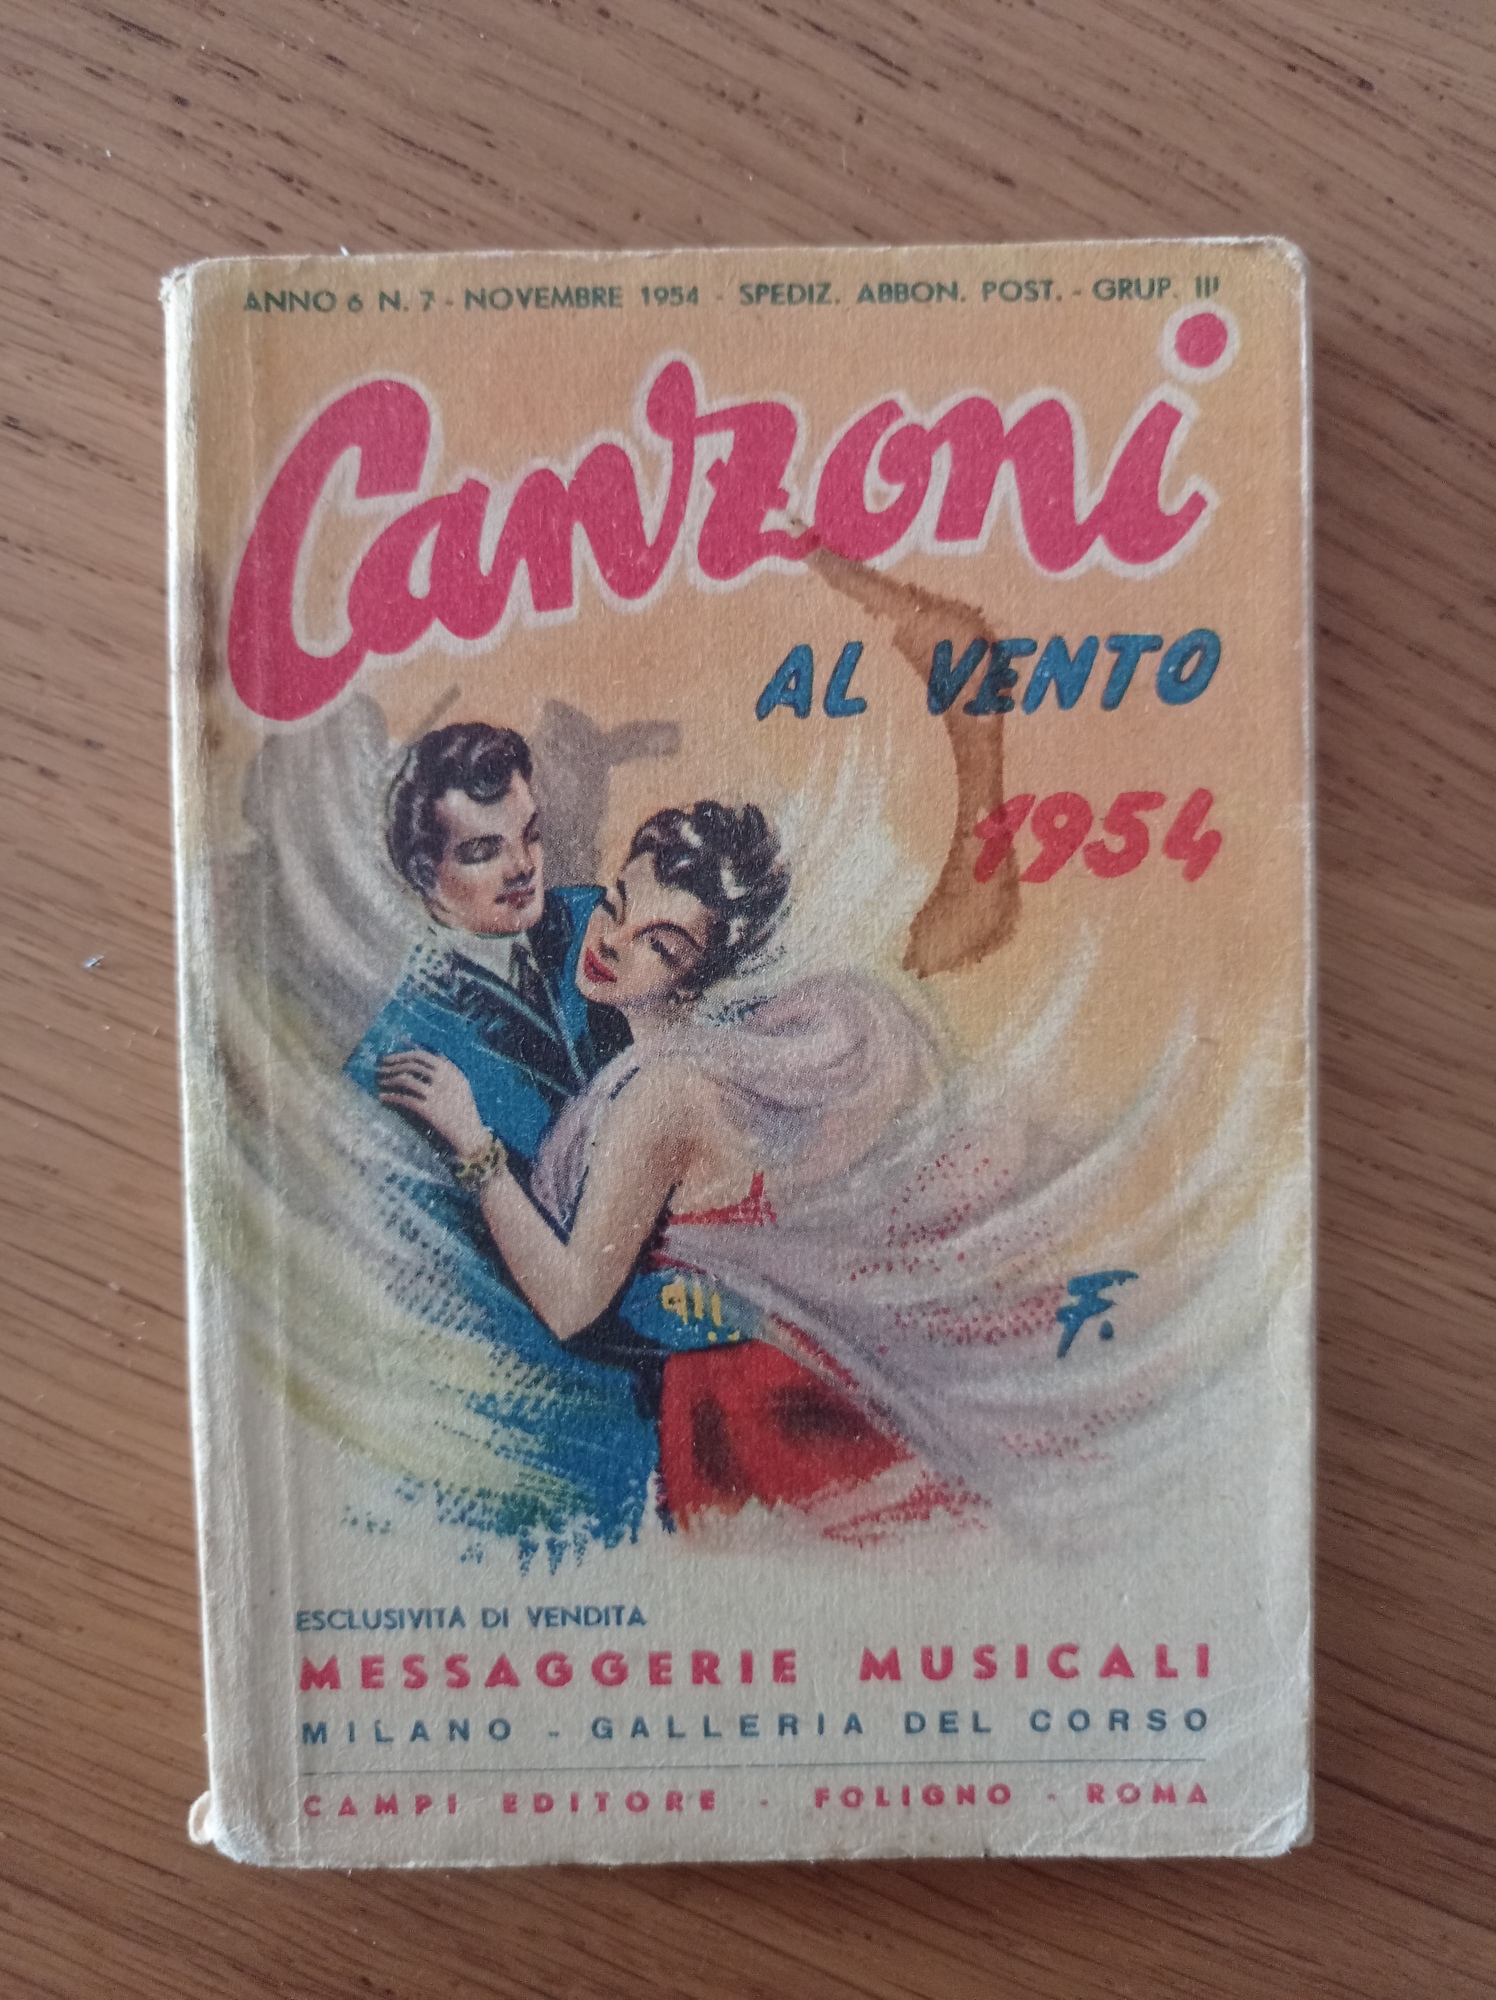 ANNO 6 N. 7 - NOVEMBRE 1954 - SPEDIZ. ABBON. POST. - GRUP. III
Canzoni
AL VENTO
1954
F.
ESCLUSIVITA DI VENDITA
MESSAGGERIE MUSICALI
MILANO - GALLERIA DEL CORSO
CAMPI EDITORE - FOLIGNO - ROMA